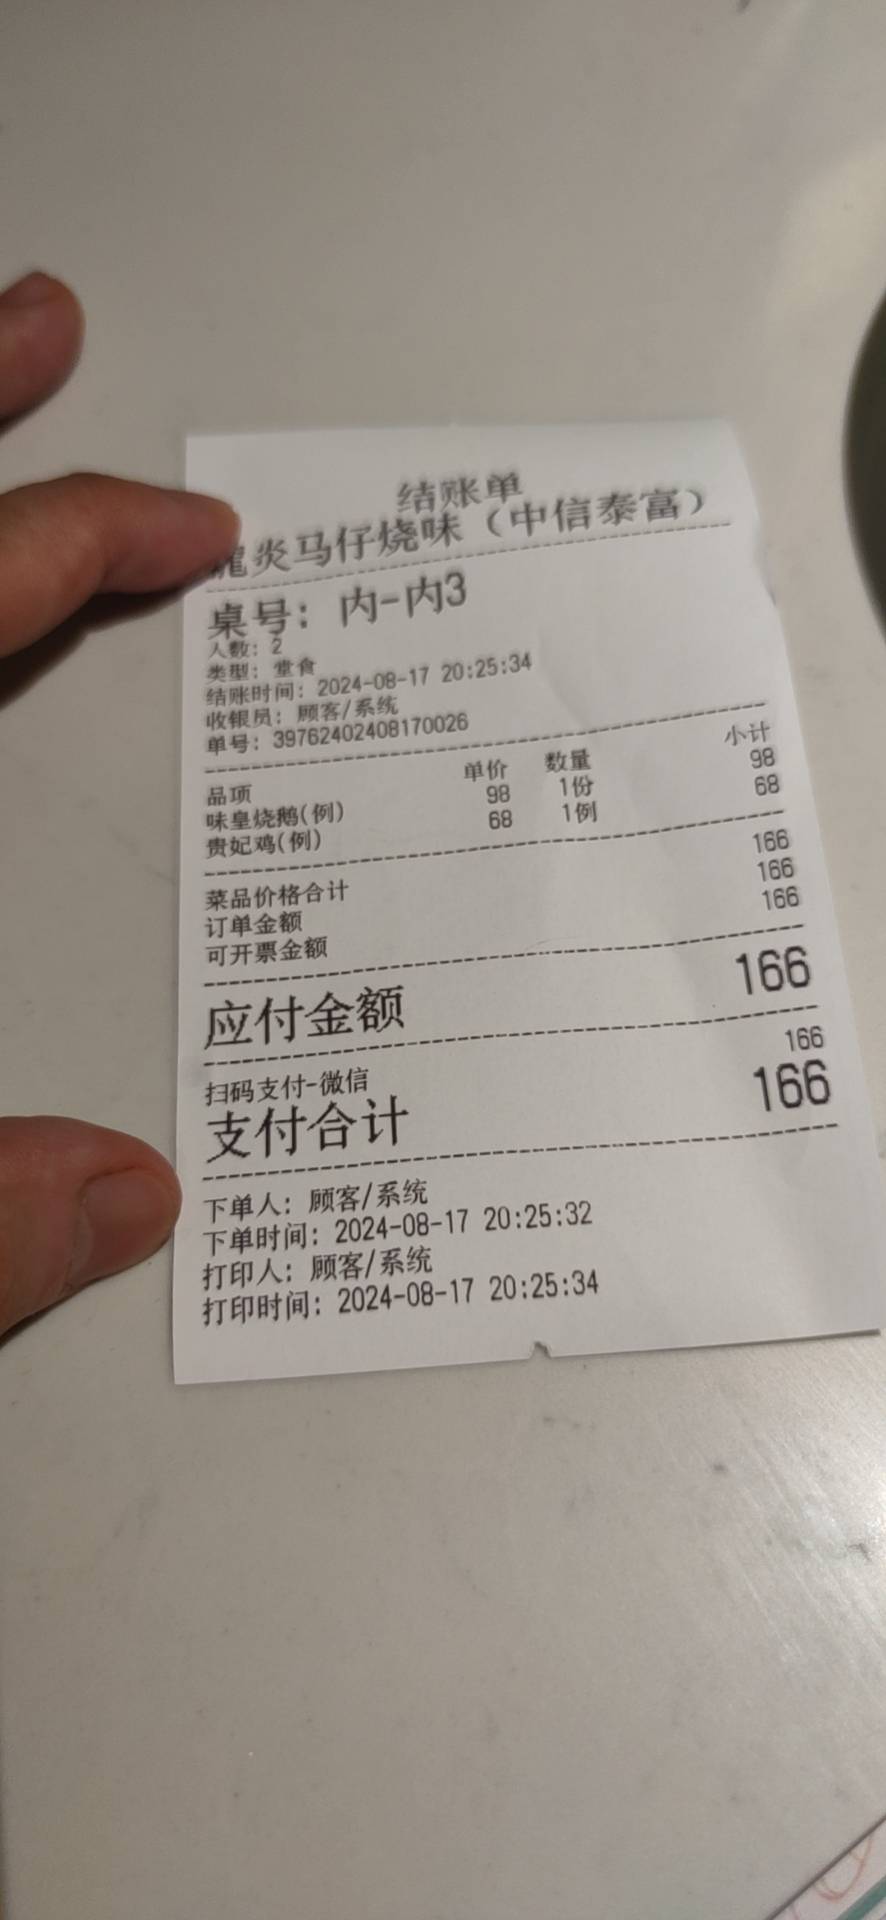 结账单
龍炎马仔烧味（中信泰富）
桌号: 内-内3
人数: 2
类型: 堂食
结账时间: 2024-08-17 20:25:34
收银员: 顾客/系统
单号: 39762402408170026
品项 单价 数量 小计
味皇烧鹅(例) 98 1份 98
贵妃鸡(例) 68 1例 68
菜品价格合计 166
订单金额 166
可开票金额 166
应付金额 166
扫码支付-微信 166
支付合计 166
下单人: 顾客/系统
下单时间: 2024-08-17 20:25:32
打印人: 顾客/系统
打印时间: 2024-08-17 20:25:34